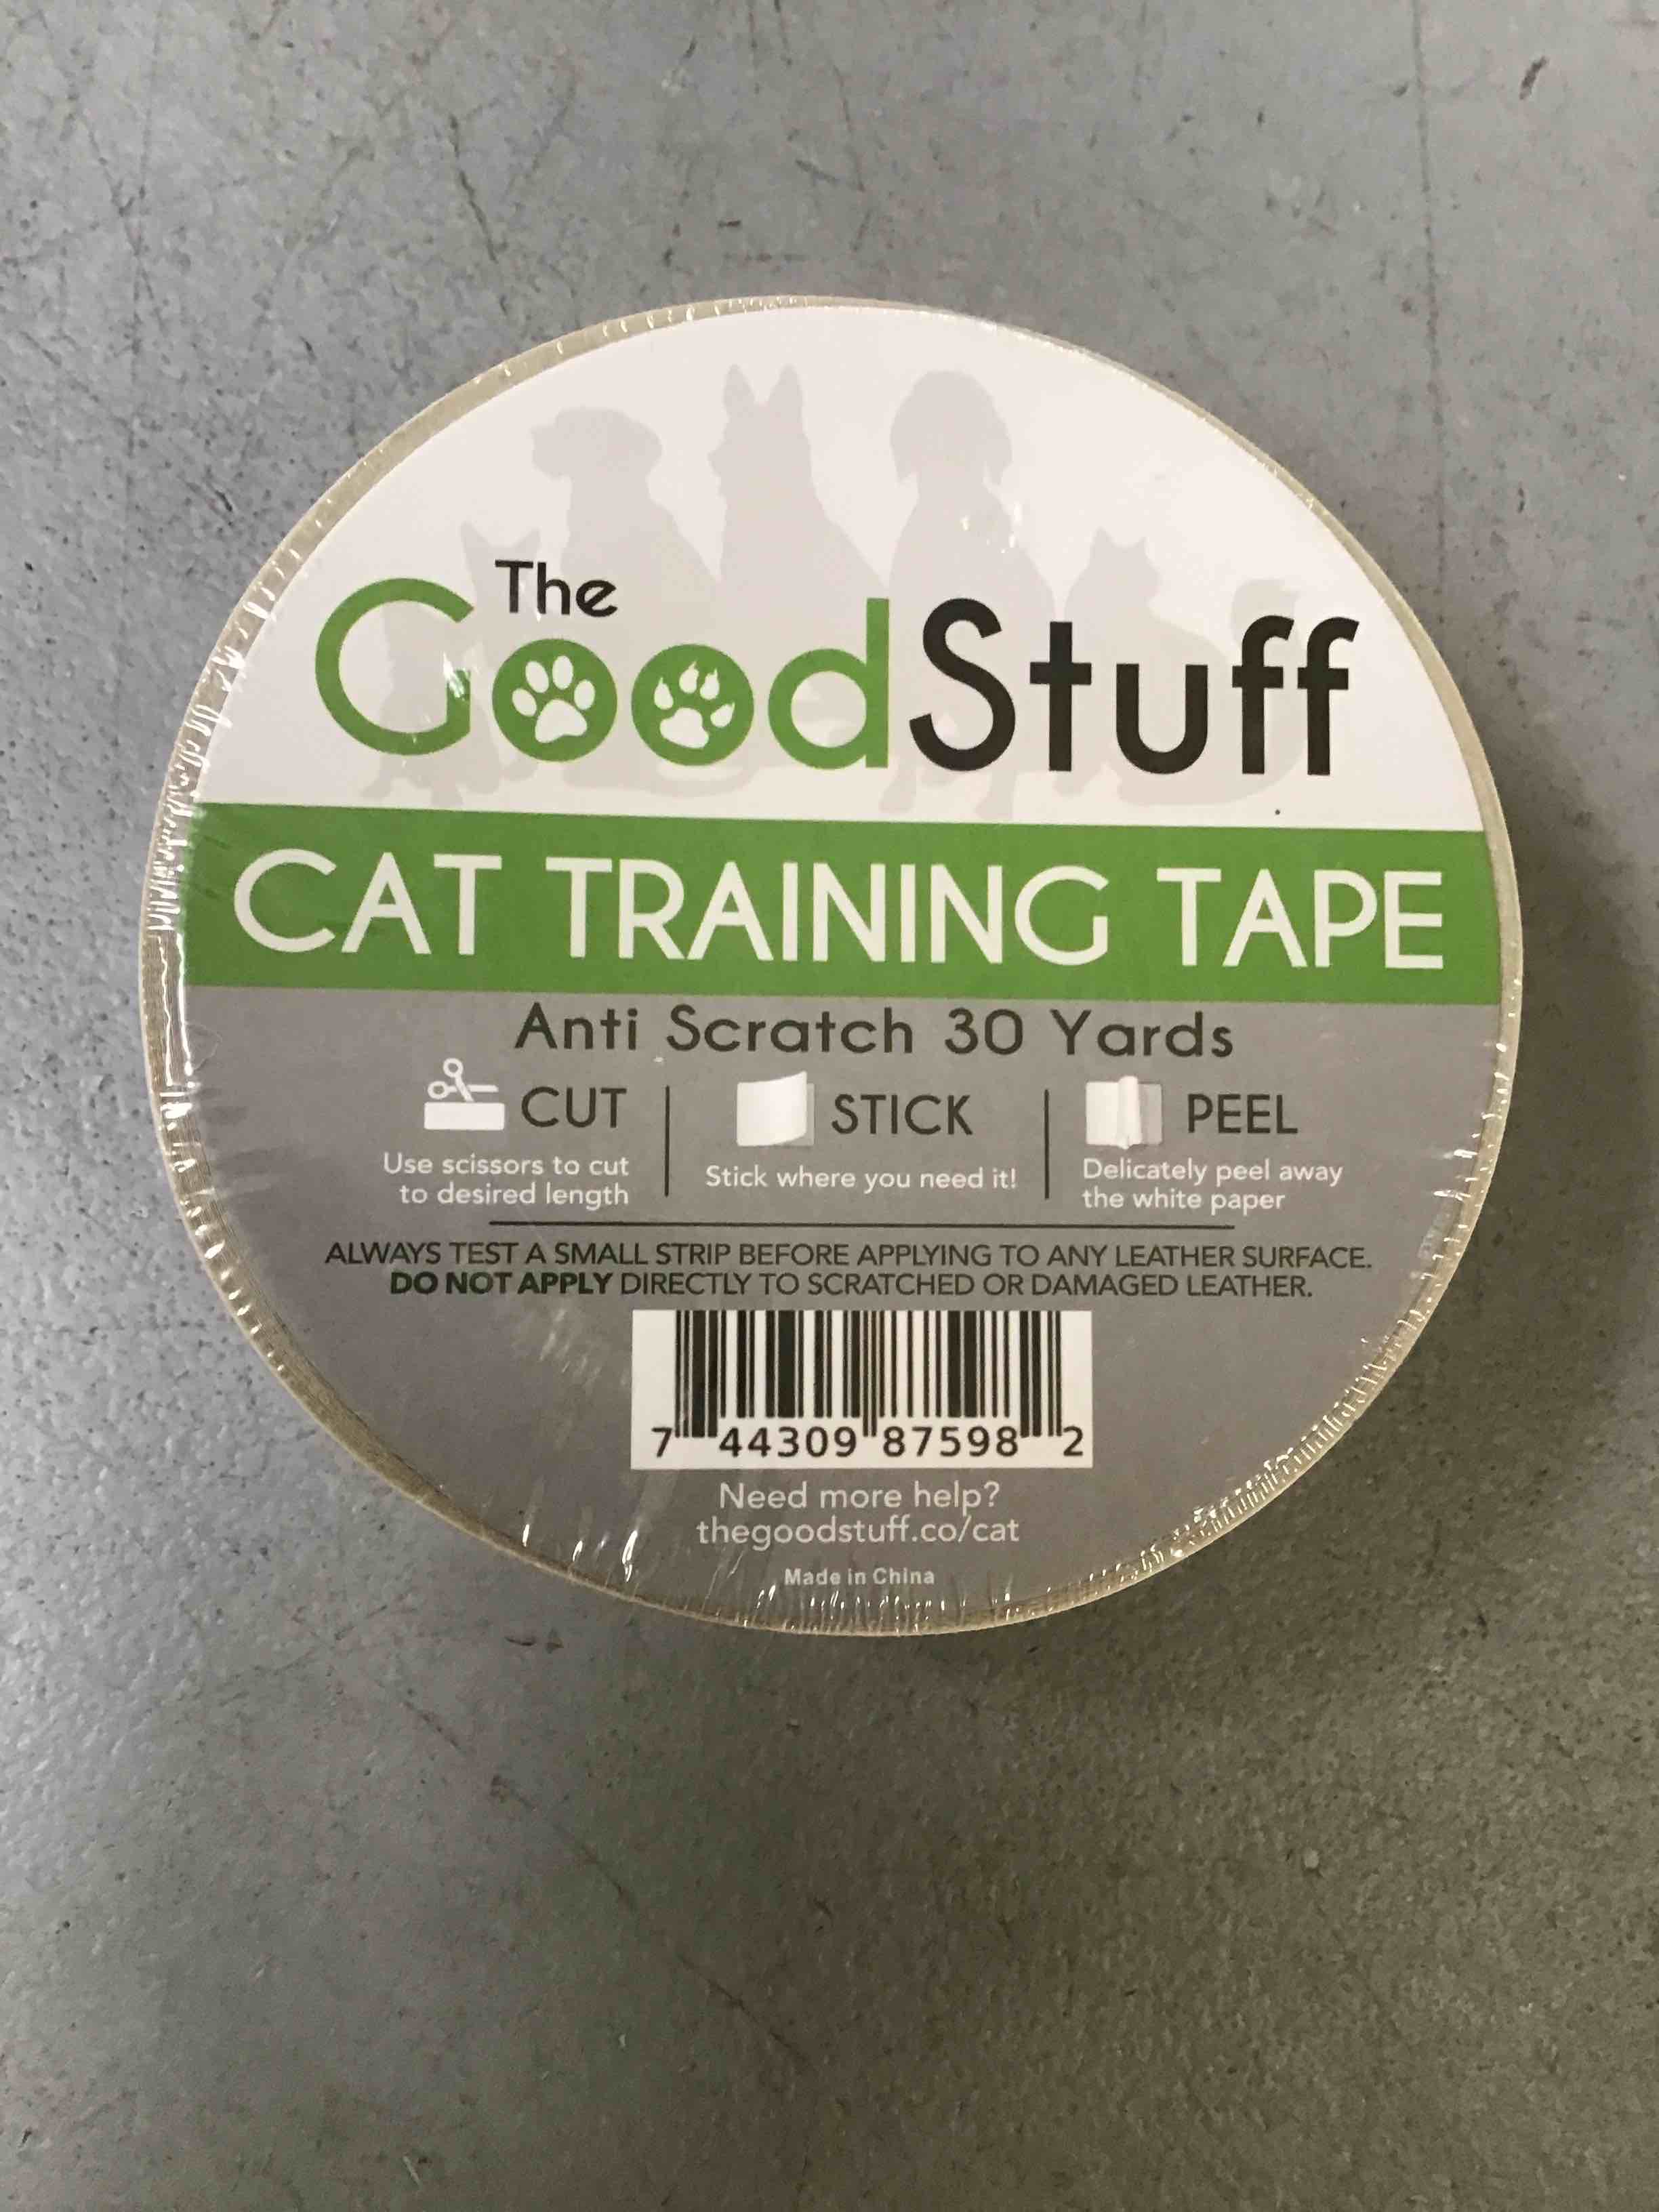 The
GoodStuff
CAT TRAINING TAPE
Anti Scratch 30 Yards
CUT
Use scissors to cut
to desired length
STICK
Stick where you need it!
PEEL
Delicately peel away
the white paper
ALWAYS TEST A SMALL STRIP BEFORE APPLYING TO ANY LEATHER SURFACE.
DO NOT APPLY DIRECTLY TO SCRATCHED OR DAMAGED LEATHER.
7 44309 87598 2
Need more help?
thegoodstuff.co/cat
Made in China